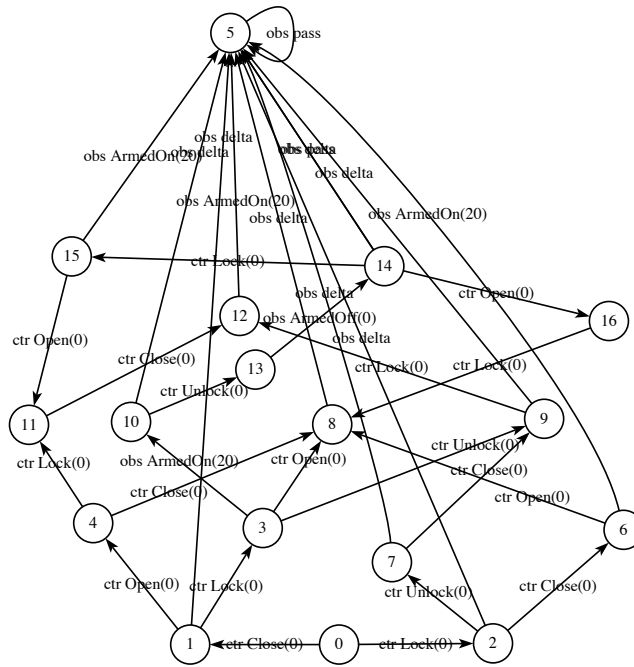 5
obs pass
obs delta
obs ArmedOn(20)
obs delta
obs delta
obs pass
obs delta
obs delta
obs ArmedOn(20)
obs delta
obs ArmedOn(20)
15
ctr Lock(0)
14
obs delta
ctr Open(0)
12
obs ArmedOff(0)
16
ctr Open(0)
obs delta
ctr Close(0)
13
ctr Lock(0)
ctr Lock(0)
ctr Unlock(0)
11
10
8
9
ctr Lock(0)
obs ArmedOn(20)
ctr Open(0)
ctr Unlock(0)
ctr Close(0)
ctr Close(0)
ctr Open(0)
4
3
6
7
ctr Open(0)
ctr Lock(0)
ctr Unlock(0)
ctr Close(0)
1
ctr Close(0)
0
ctr Lock(0)
2